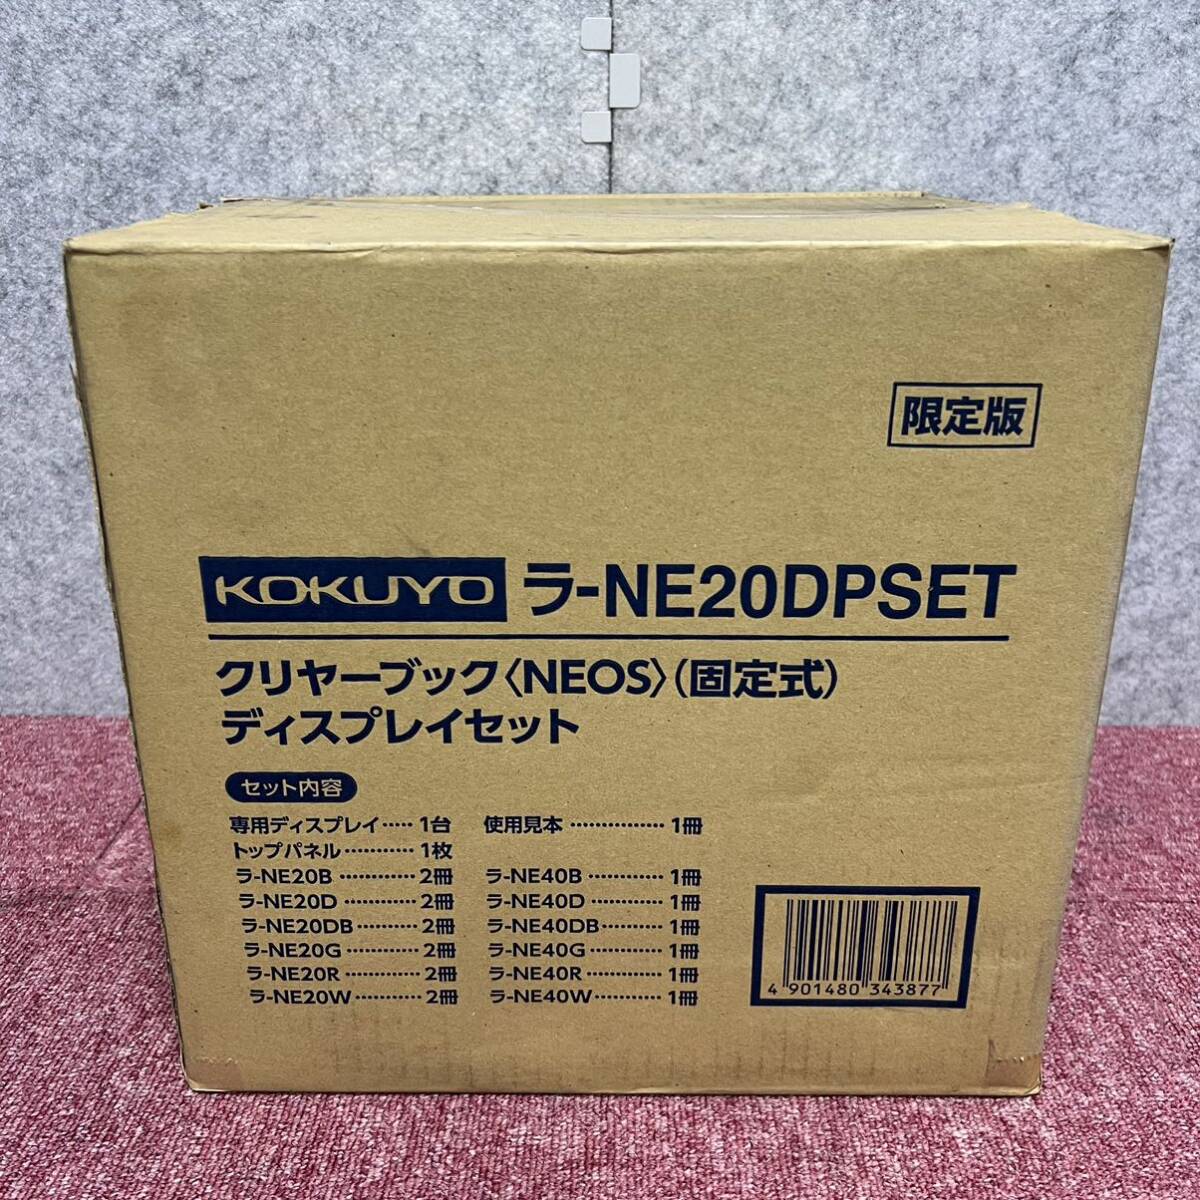 限定版
KOKUYO ラ-NE20DPSET
クリヤーブック〈NEOS〉(固定式)
ディスプレイセット
セット内容
専用ディスプレイ‥‥‥1台 使用見本‥‥‥‥‥‥1冊
トップパネル‥‥‥‥‥1枚
ラ-NE20B‥‥‥‥‥2冊 ラ-NE40B‥‥‥‥‥1冊
ラ-NE20D‥‥‥‥‥2冊 ラ-NE40D‥‥‥‥‥1冊
ラ-NE20DB‥‥‥‥2冊 ラ-NE40DB‥‥‥‥1冊
ラ-NE20G‥‥‥‥‥2冊 ラ-NE40G‥‥‥‥‥1冊
ラ-NE20R‥‥‥‥‥2冊 ラ-NE40R‥‥‥‥‥1冊
ラ-NE20W‥‥‥‥‥2冊 ラ-NE40W‥‥‥‥‥1冊
4 901480 343877